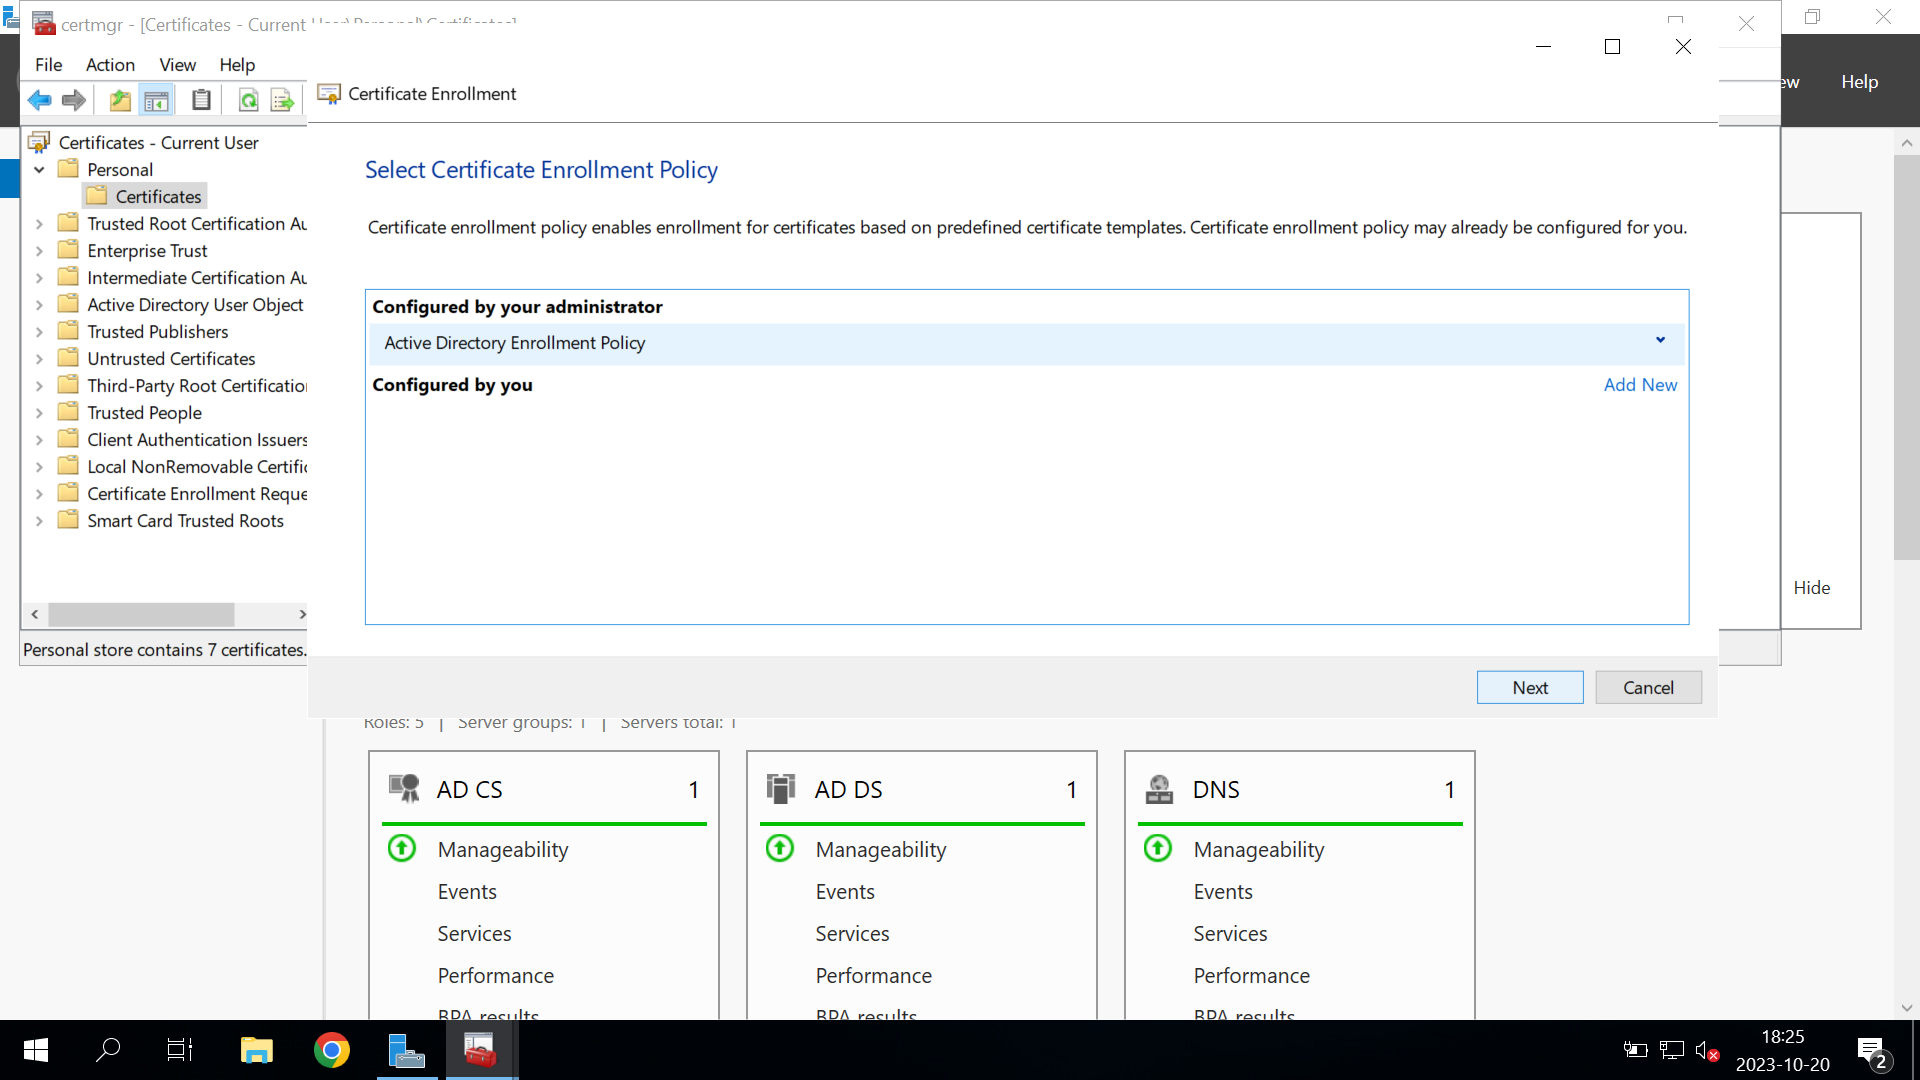 certmgr - [Certificates - Current User\Personal\Certificates]
File Action View Help
Certificates - Current User
Personal
Certificates
Trusted Root Certification Au
Enterprise Trust
Intermediate Certification Au
Active Directory User Object
Trusted Publishers
Untrusted Certificates
Third-Party Root Certification
Trusted People
Client Authentication Issuers
Local NonRemovable Certific
Certificate Enrollment Reque
Smart Card Trusted Roots
Personal store contains 7 certificates.
Certificate Enrollment
Select Certificate Enrollment Policy
Certificate enrollment policy enables enrollment for certificates based on predefined certificate templates. Certificate enrollment policy may already be configured for you.
Configured by your administrator
Active Directory Enrollment Policy
Configured by you Add New
Next Cancel
ew Help
Hide
Roles: 5 | Server groups: 1 | Servers total: 1
AD CS 1
Manageability
Events
Services
Performance
BPA results
AD DS 1
Manageability
Events
Services
Performance
BPA results
DNS 1
Manageability
Events
Services
Performance
BPA results
18:25
2023-10-20
2